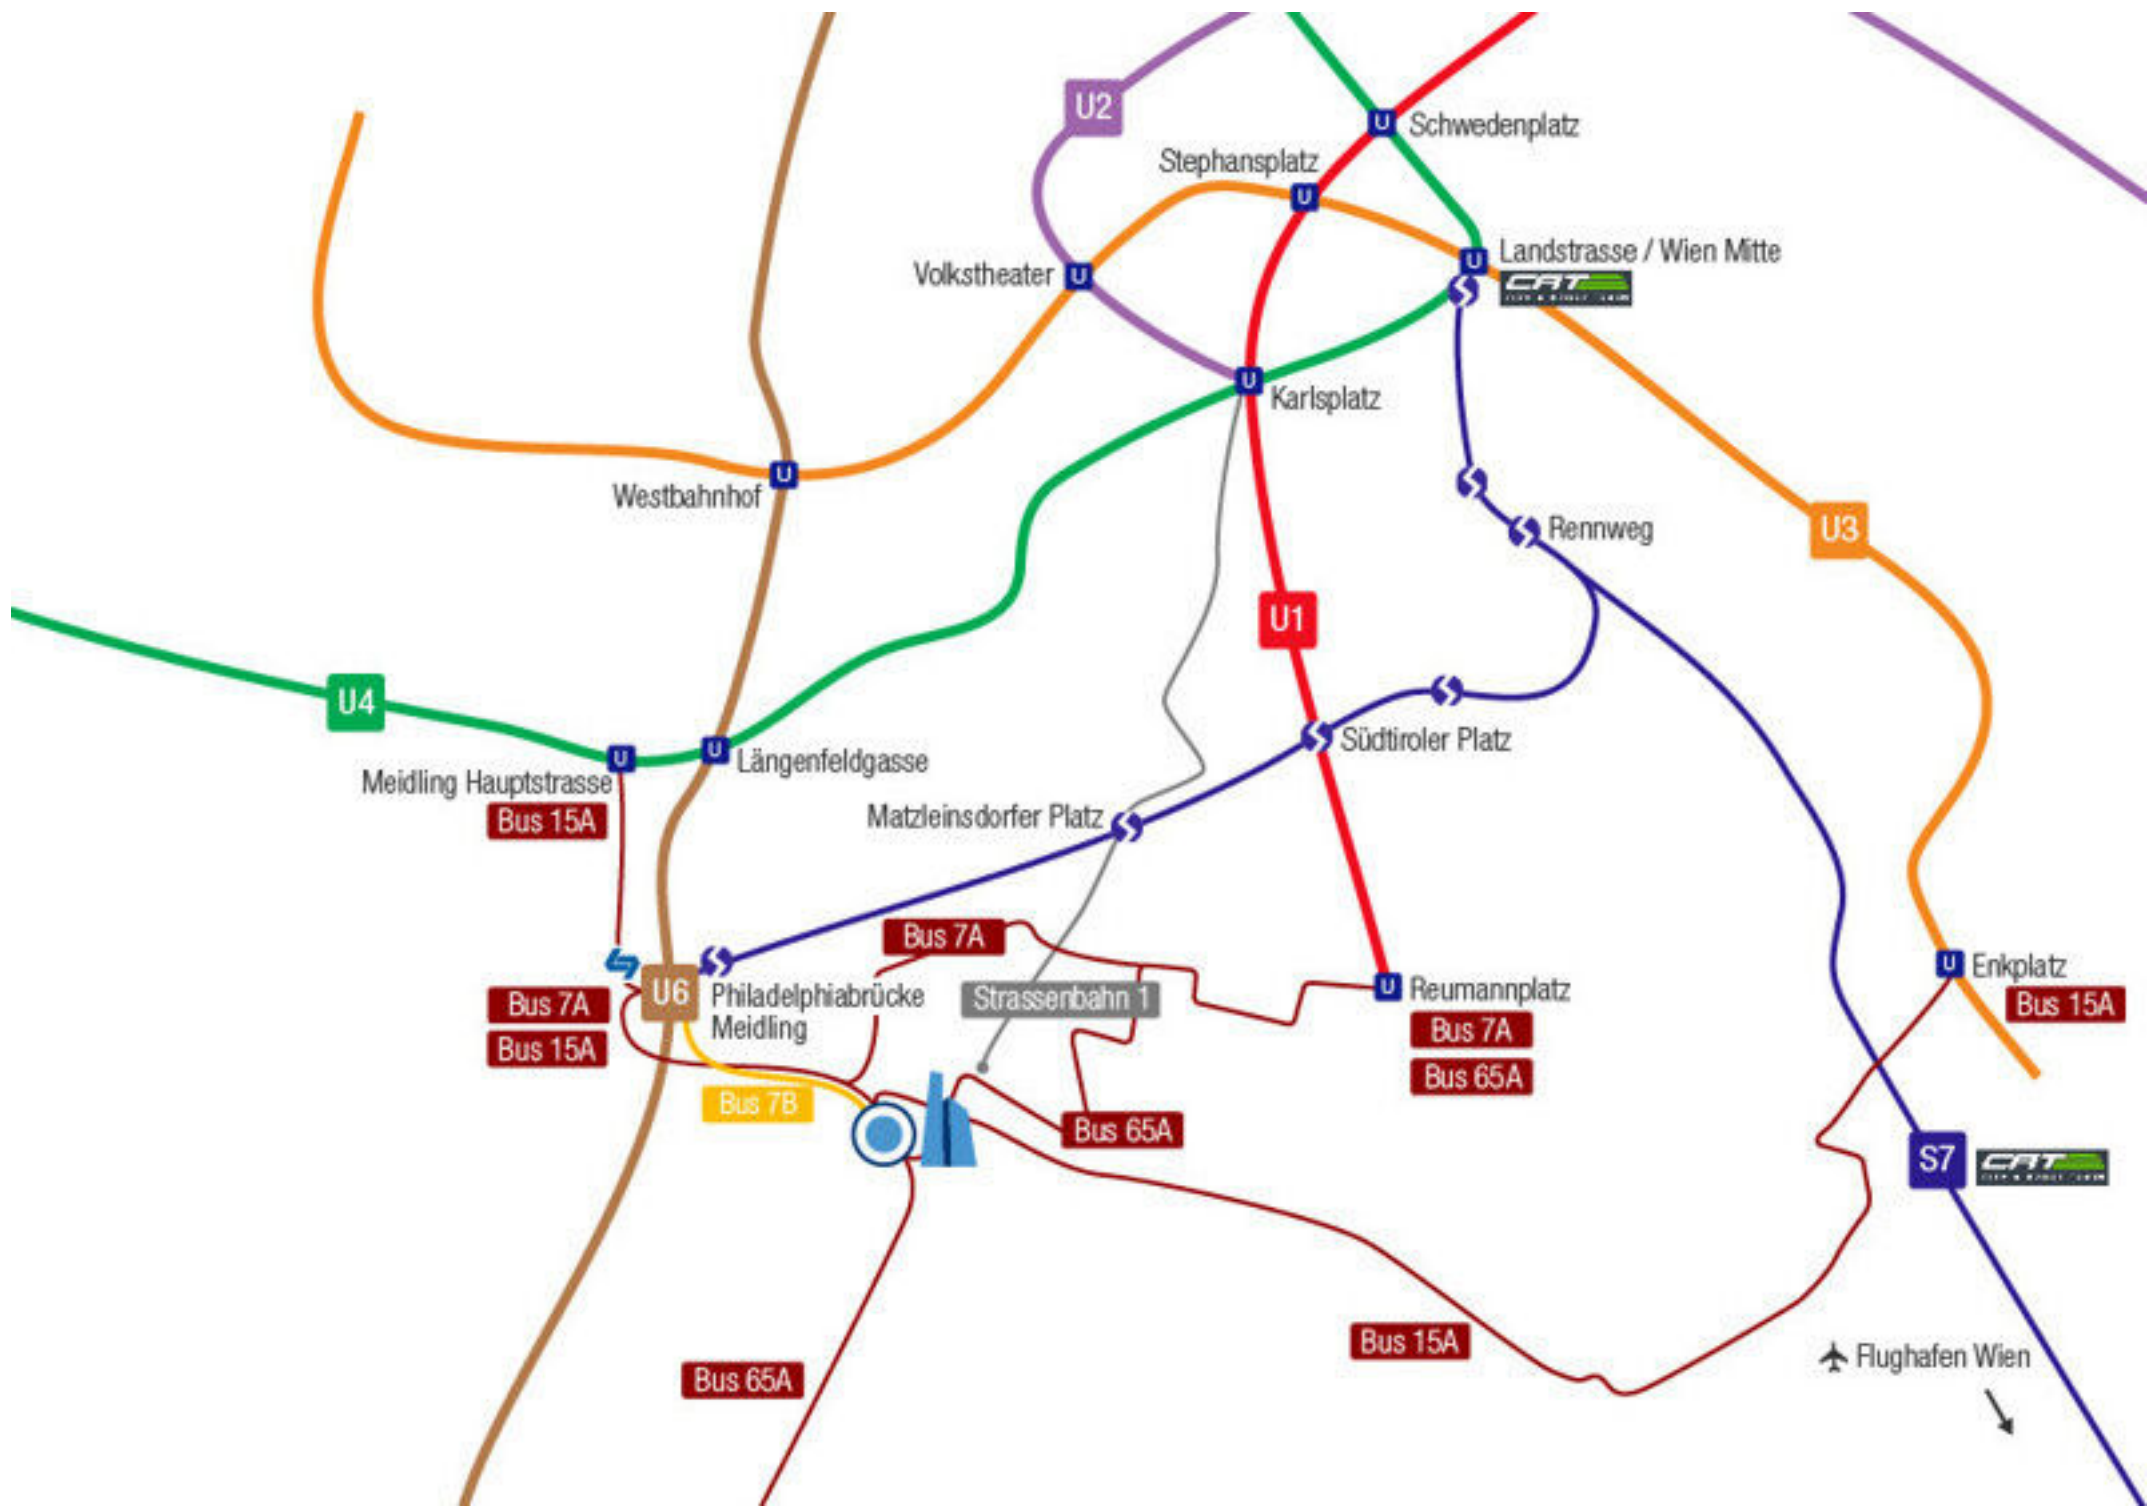 U2
Schwedenplatz
Stephansplatz
Landstrasse / Wien Mitte
CAT
Volkstheater
Karlsplatz
Westbahnhof
Rennweg
U3
U1
U4
Südtiroler Platz
Längenfeldgasse
Meidling Hauptstrasse
Bus 15A
Matzleinsdorfer Platz
Bus 7A
Enkplatz
Bus 15A
U6
Philadelphiabrücke
Meidling
Bus 7A
Bus 15A
Strassenbahn 1
Reumannplatz
Bus 7A
Bus 65A
Bus 7B
Bus 65A
S7
CAT
Bus 15A
Flughafen Wien
Bus 65A